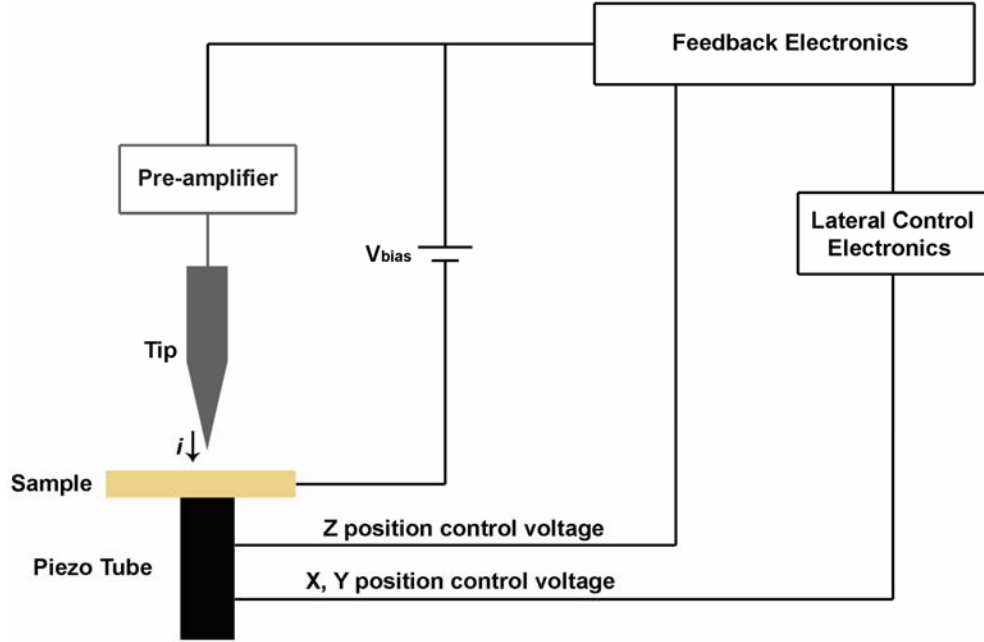 Feedback Electronics
Pre-amplifier
Lateral Control
Electronics
Vbias
Tip
i
Sample
Z position control voltage
Piezo Tube
X, Y position control voltage